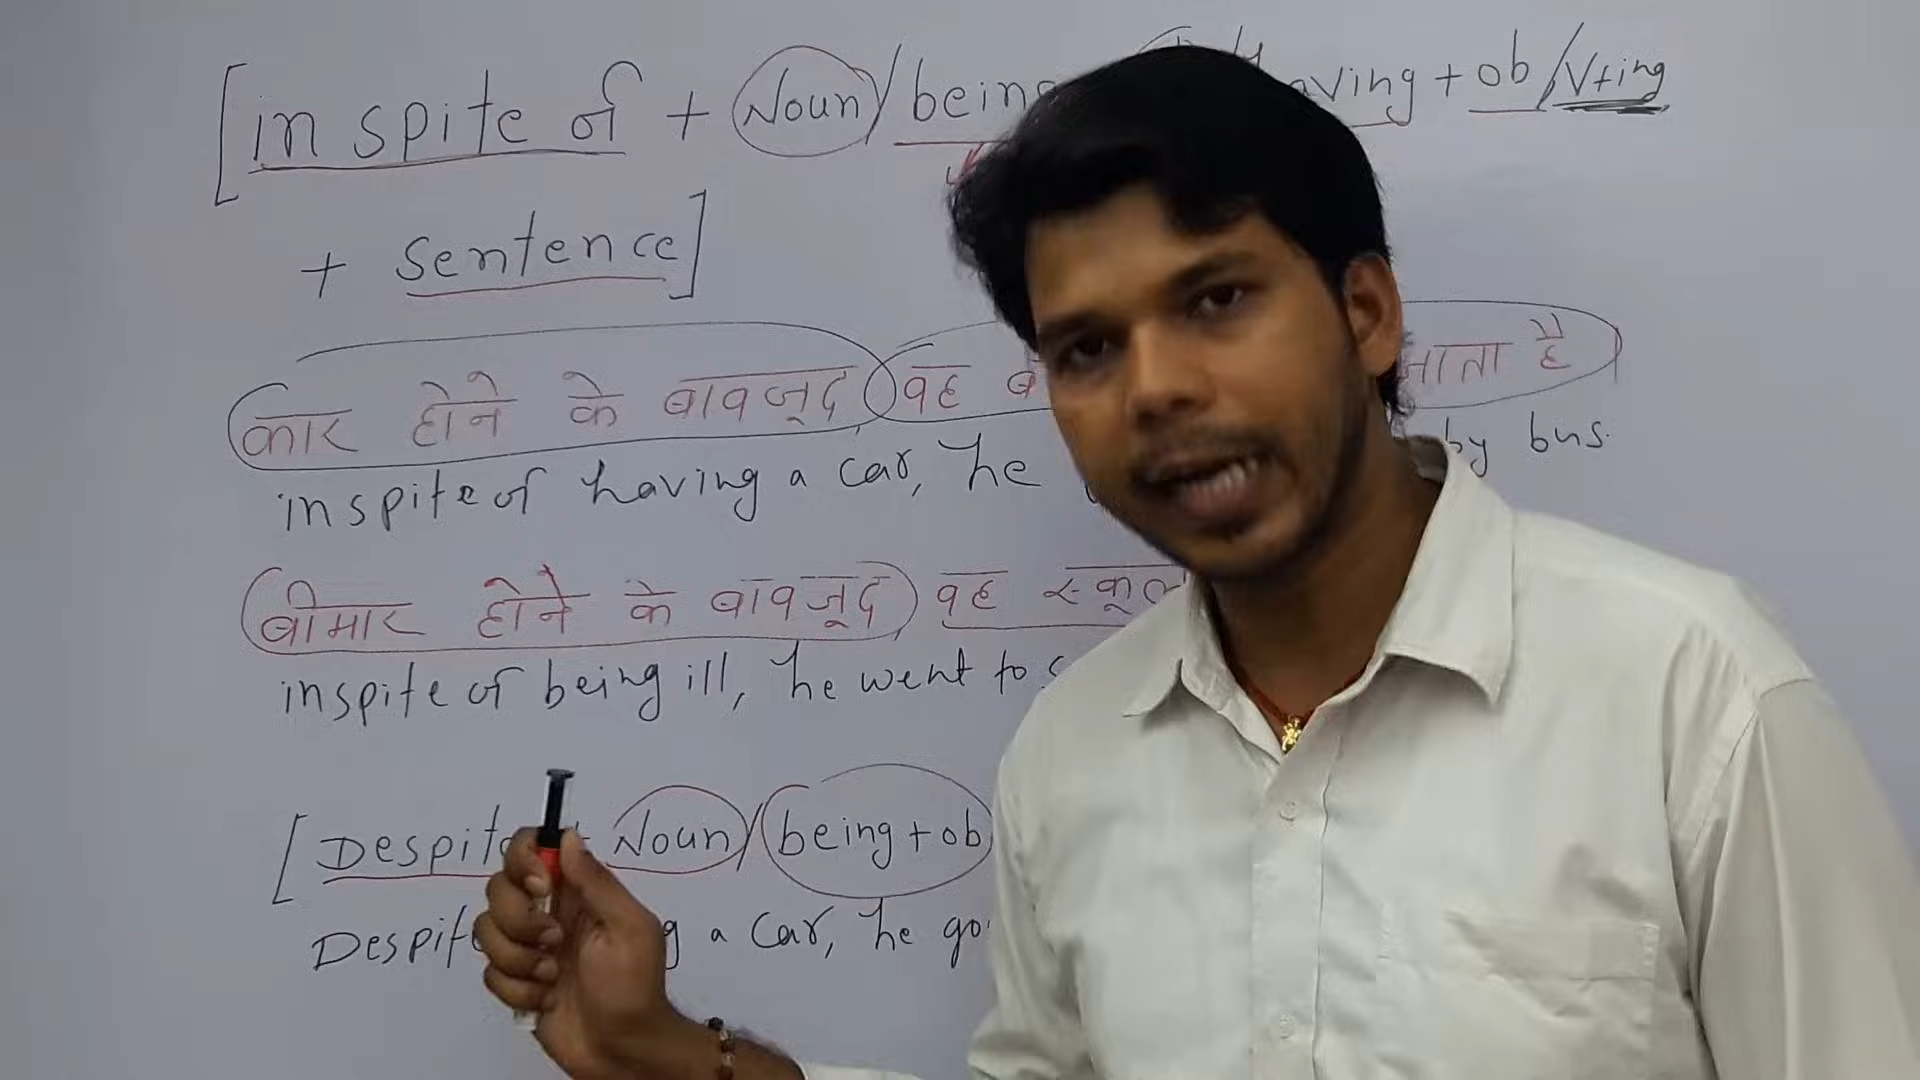 [in spite of + Noun / being ving + ob / V+ing
+ sentence]
कार होने के बावजूद वह जाता है
inspite of having a car, he by bus.
बीमार होने के बावजूद, वह स्कूल
inspite of being ill, he went to
[Despite + Noun / being + ob
Despite a car, he go